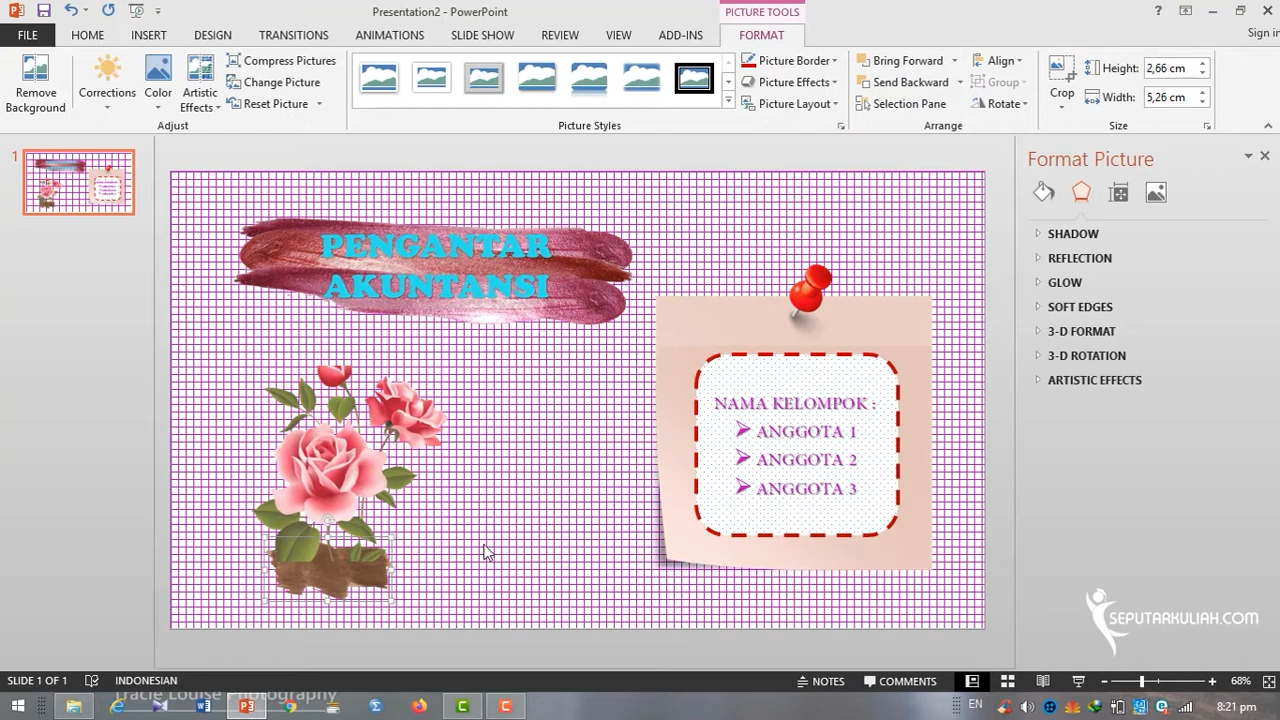 Presentation2 - PowerPoint
PICTURE TOOLS
?
FILE
HOME
INSERT
DESIGN
TRANSITIONS
ANIMATIONS
SLIDE SHOW
REVIEW
VIEW
ADD-INS
FORMAT
Sign in
Remove Background
Corrections
Color
Artistic Effects
Compress Pictures
Change Picture
Reset Picture
Adjust
Picture Styles
Picture Border
Picture Effects
Picture Layout
Bring Forward
Send Backward
Selection Pane
Align
Group
Rotate
Arrange
Crop
Height: 2,66 cm
Width: 5,26 cm
Size
1
PENGANTAR
AKUNTANSI
NAMA KELOMPOK :
ANGGOTA 1
ANGGOTA 2
ANGGOTA 3
Format Picture
SHADOW
REFLECTION
GLOW
SOFT EDGES
3-D FORMAT
3-D ROTATION
ARTISTIC EFFECTS
SEPUTARKULIAH.COM
SLIDE 1 OF 1
INDONESIAN
NOTES
COMMENTS
68%
Tracie Louise Photography
EN
8:21 pm